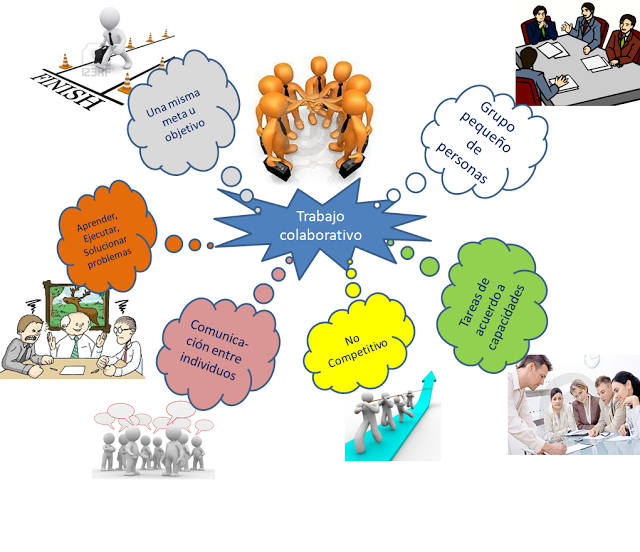 FINISH
123RF
Una misma
meta u
objetivo
Grupo
pequeño
de
personas
Trabajo
colaborativo
Aprender,
Ejecutar,
Solucionar
problemas
Tareas de
acuerdo a
capacidades
Comunica-
ción entre
individuos
No
Competitivo